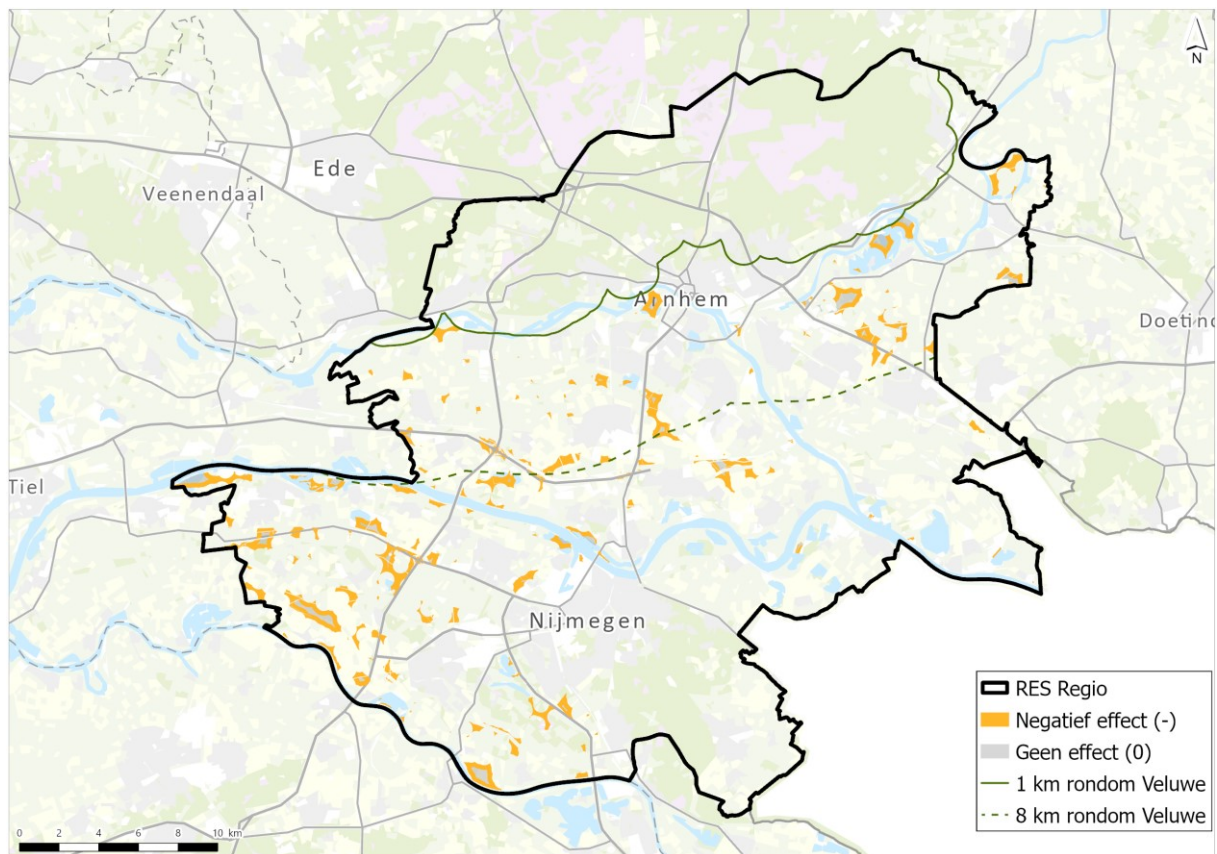 N
Ede
Veenendaal
Arnhem
Doetinc
Tiel
Nijmegen
RES Regio
Negatief effect (-)
Geen effect (0)
1 km rondom Veluwe
8 km rondom Veluwe
0 2 4 6 8 10 km